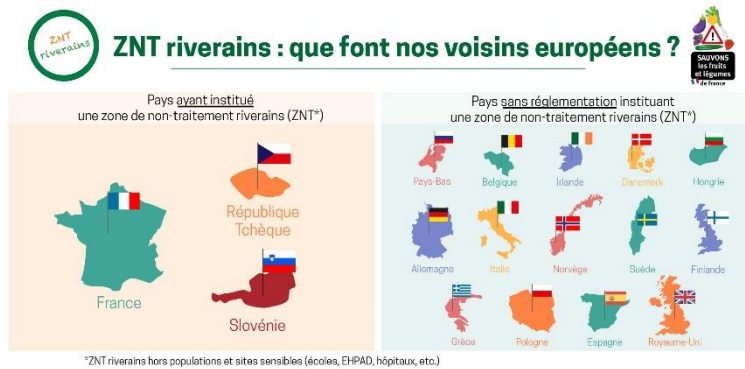 ZNT
riverains
ZNT riverains : que font nos voisins européens ?
SAUVONS
les fruits
et légumes
de France
Pays ayant institué
une zone de non-traitement riverains (ZNT*)
France
République
Tchèque
Slovénie
Pays sans réglementation instituant
une zone de non-traitement riverains (ZNT*)
Pays-Bas
Belgique
Irlande
Danemark
Hongrie
Allemagne
Italie
Norvège
Suède
Finlande
Grèce
Pologne
Espagne
Royaume-Uni
*ZNT riverains hors populations et sites sensibles (écoles, EHPAD, hôpitaux, etc.)